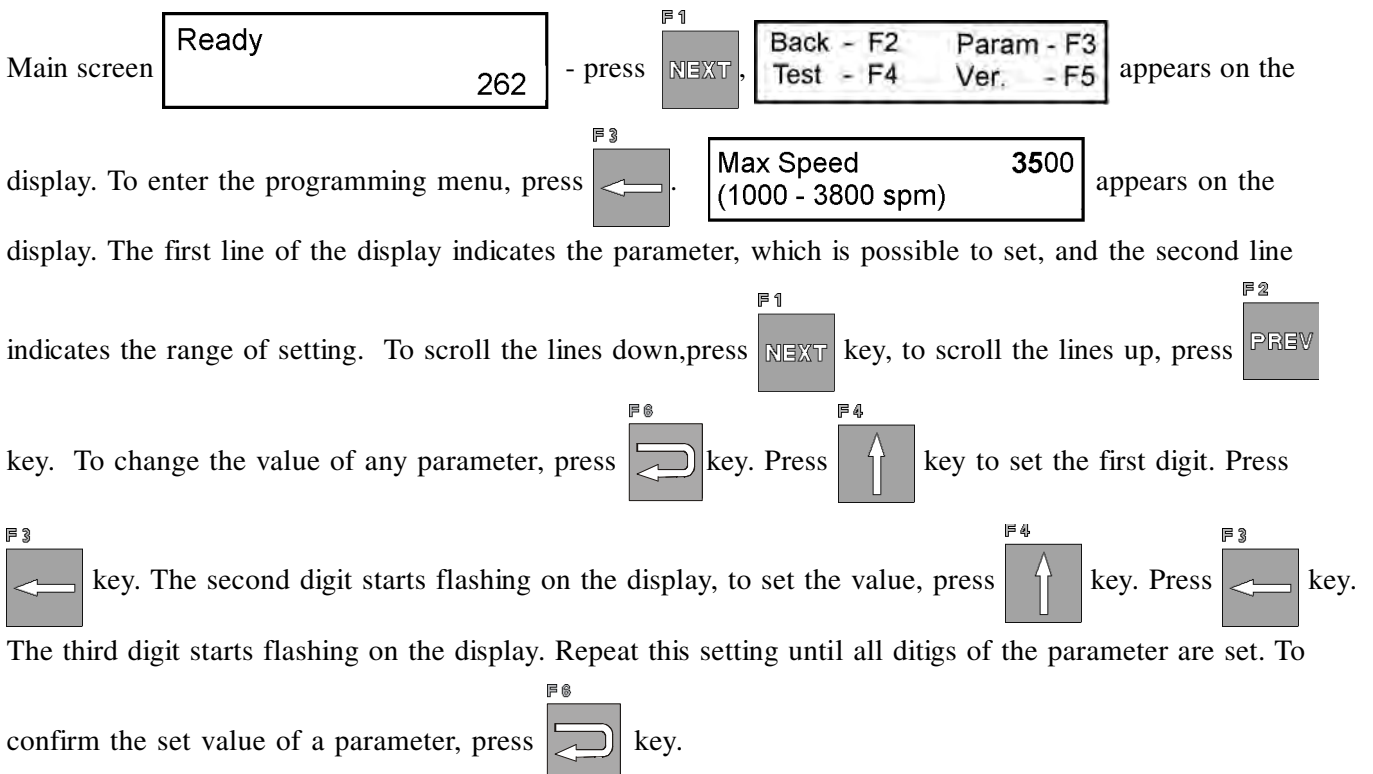 F1
Main screen Ready 262 - press NEXT, Back - F2 Param - F3 Test - F4 Ver. - F5 appears on the
F3
display. To enter the programming menu, press . Max Speed 3500 (1000 - 3800 spm) appears on the
display. The first line of the display indicates the parameter, which is possible to set, and the second line
F1 F2
indicates the range of setting. To scroll the lines down,press NEXT key, to scroll the lines up, press PREV
F6 F4
key. To change the value of any parameter, press key. Press key to set the first digit. Press
F3 F4 F3
key. The second digit starts flashing on the display, to set the value, press key. Press key.
The third digit starts flashing on the display. Repeat this setting until all ditigs of the parameter are set. To
F6
confirm the set value of a parameter, press key.